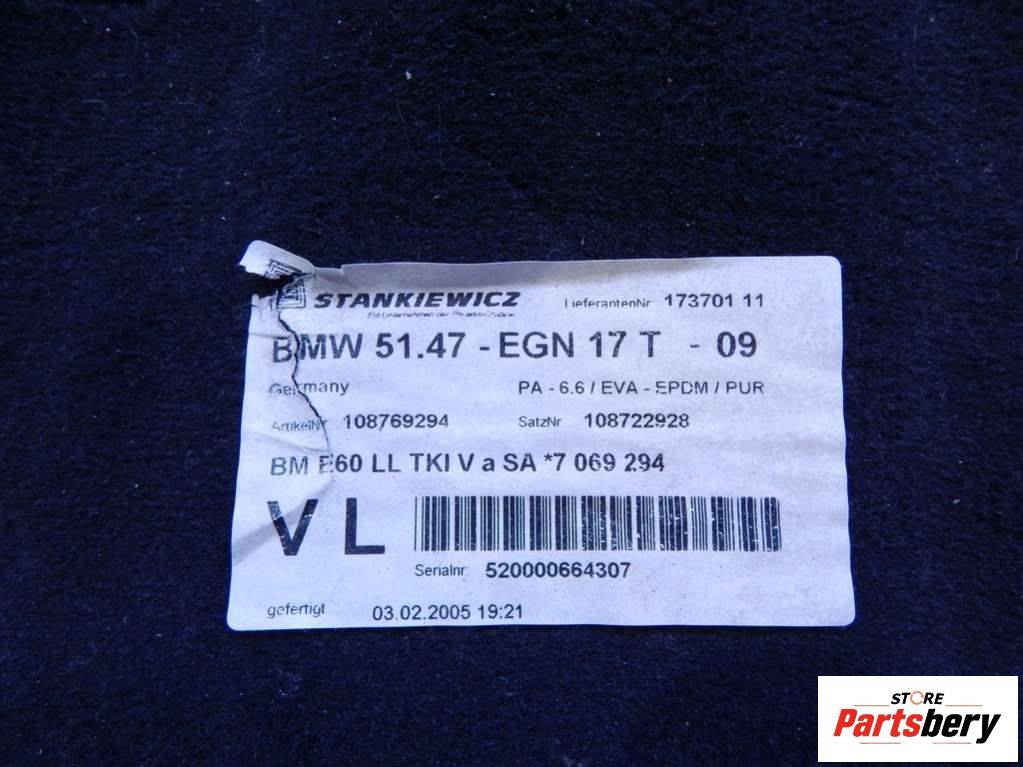 STANKIEWICZ LieferantenNr 173701 11
BMW 51.47 - EGN 17 T - 09
Germany PA - 6.6 / EVA - EPDM / PUR
ArtikelNr 108769294 SatzNr 108722928
BM E60 LL TKI V a SA *7 069 294
VL
Serialnr: 520000664307
gefertigt 03.02.2005 19:21
STORE
Partsbery